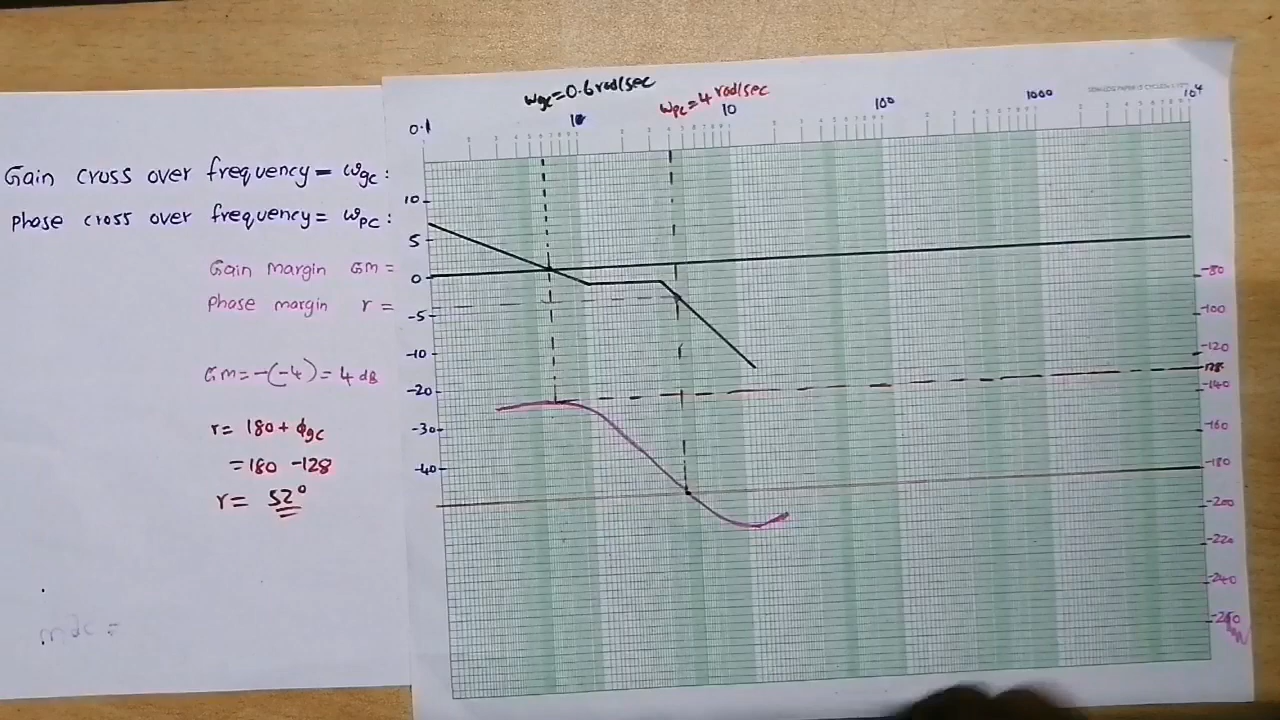 Gain cross over frequency = ωgc :
Phase cross over frequency = ωpc :
Gain margin GM =
Phase margin r =
GM = -(-4) = 4 dB
r = 180 + ϕgc
= 180 - 128
r = 52°
ωgc = 0.6 rad/sec
ωpc = 4 rad/sec
0.1
10
100
1000
10⁴
10
5
0
-5
-10
-20
-30
-40
-80
-100
-120
128
-140
-160
-180
-200
-220
-240